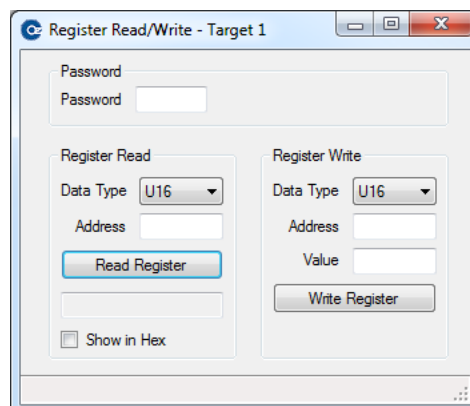 Register Read/Write - Target 1
Password
Password
Register Read
Data Type U16
Address
Read Register
Show in Hex
Register Write
Data Type U16
Address
Value
Write Register